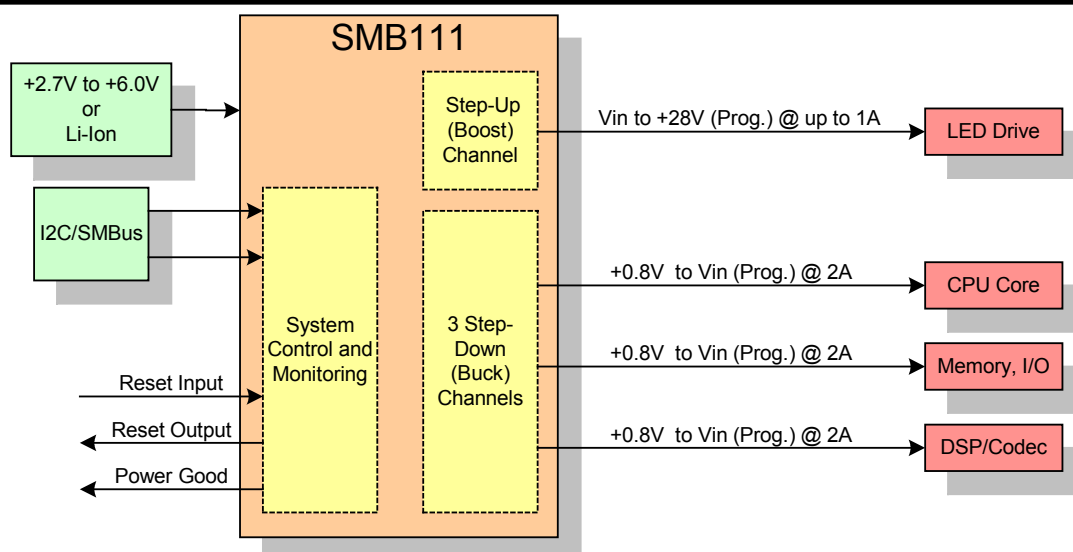 SMB111
+2.7V to +6.0V
or
Li-Ion
I2C/SMBus
Reset Input
Reset Output
Power Good
System
Control and
Monitoring
Step-Up
(Boost)
Channel
3 Step-
Down
(Buck)
Channels
Vin to +28V (Prog.) @ up to 1A
LED Drive
+0.8V to Vin (Prog.) @ 2A
CPU Core
+0.8V to Vin (Prog.) @ 2A
Memory, I/O
+0.8V to Vin (Prog.) @ 2A
DSP/Codec